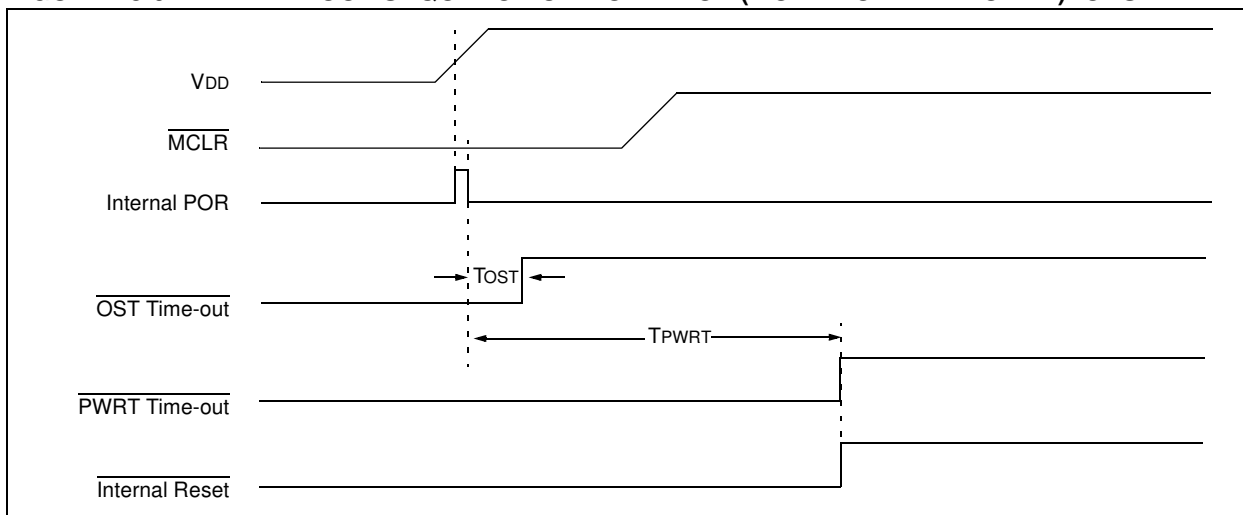 VDD
MCLR
Internal POR
TOST
OST Time-out
TPWRT
PWRT Time-out
Internal Reset